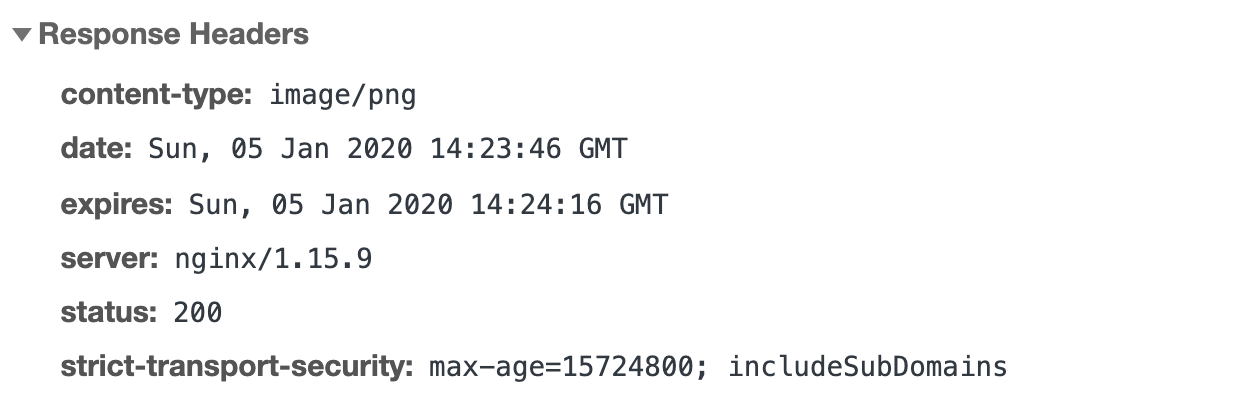 Response Headers
content-type: image/png
date: Sun, 05 Jan 2020 14:23:46 GMT
expires: Sun, 05 Jan 2020 14:24:16 GMT
server: nginx/1.15.9
status: 200
strict-transport-security: max-age=15724800; includeSubDomains